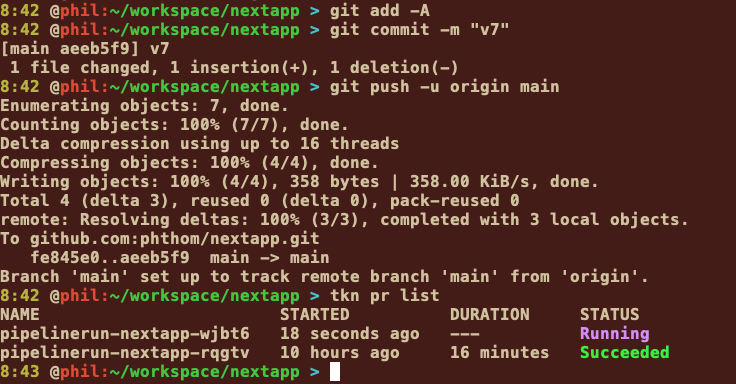 8:42 @phil:~/workspace/nextapp > git add -A
8:42 @phil:~/workspace/nextapp > git commit -m "v7"
[main aeeb5f9] v7
 1 file changed, 1 insertion(+), 1 deletion(-)
8:42 @phil:~/workspace/nextapp > git push -u origin main
Enumerating objects: 7, done.
Counting objects: 100% (7/7), done.
Delta compression using up to 16 threads
Compressing objects: 100% (4/4), done.
Writing objects: 100% (4/4), 358 bytes | 358.00 KiB/s, done.
Total 4 (delta 3), reused 0 (delta 0), pack-reused 0
remote: Resolving deltas: 100% (3/3), completed with 3 local objects.
To github.com:phthom/nextapp.git
   fe845e0..aeeb5f9  main -> main
Branch 'main' set up to track remote branch 'main' from 'origin'.
8:42 @phil:~/workspace/nextapp > tkn pr list
NAME                        STARTED          DURATION     STATUS
pipelinerun-nextapp-wjbt6   18 seconds ago   ---          Running
pipelinerun-nextapp-rqgtv   10 hours ago     16 minutes   Succeeded
8:43 @phil:~/workspace/nextapp >